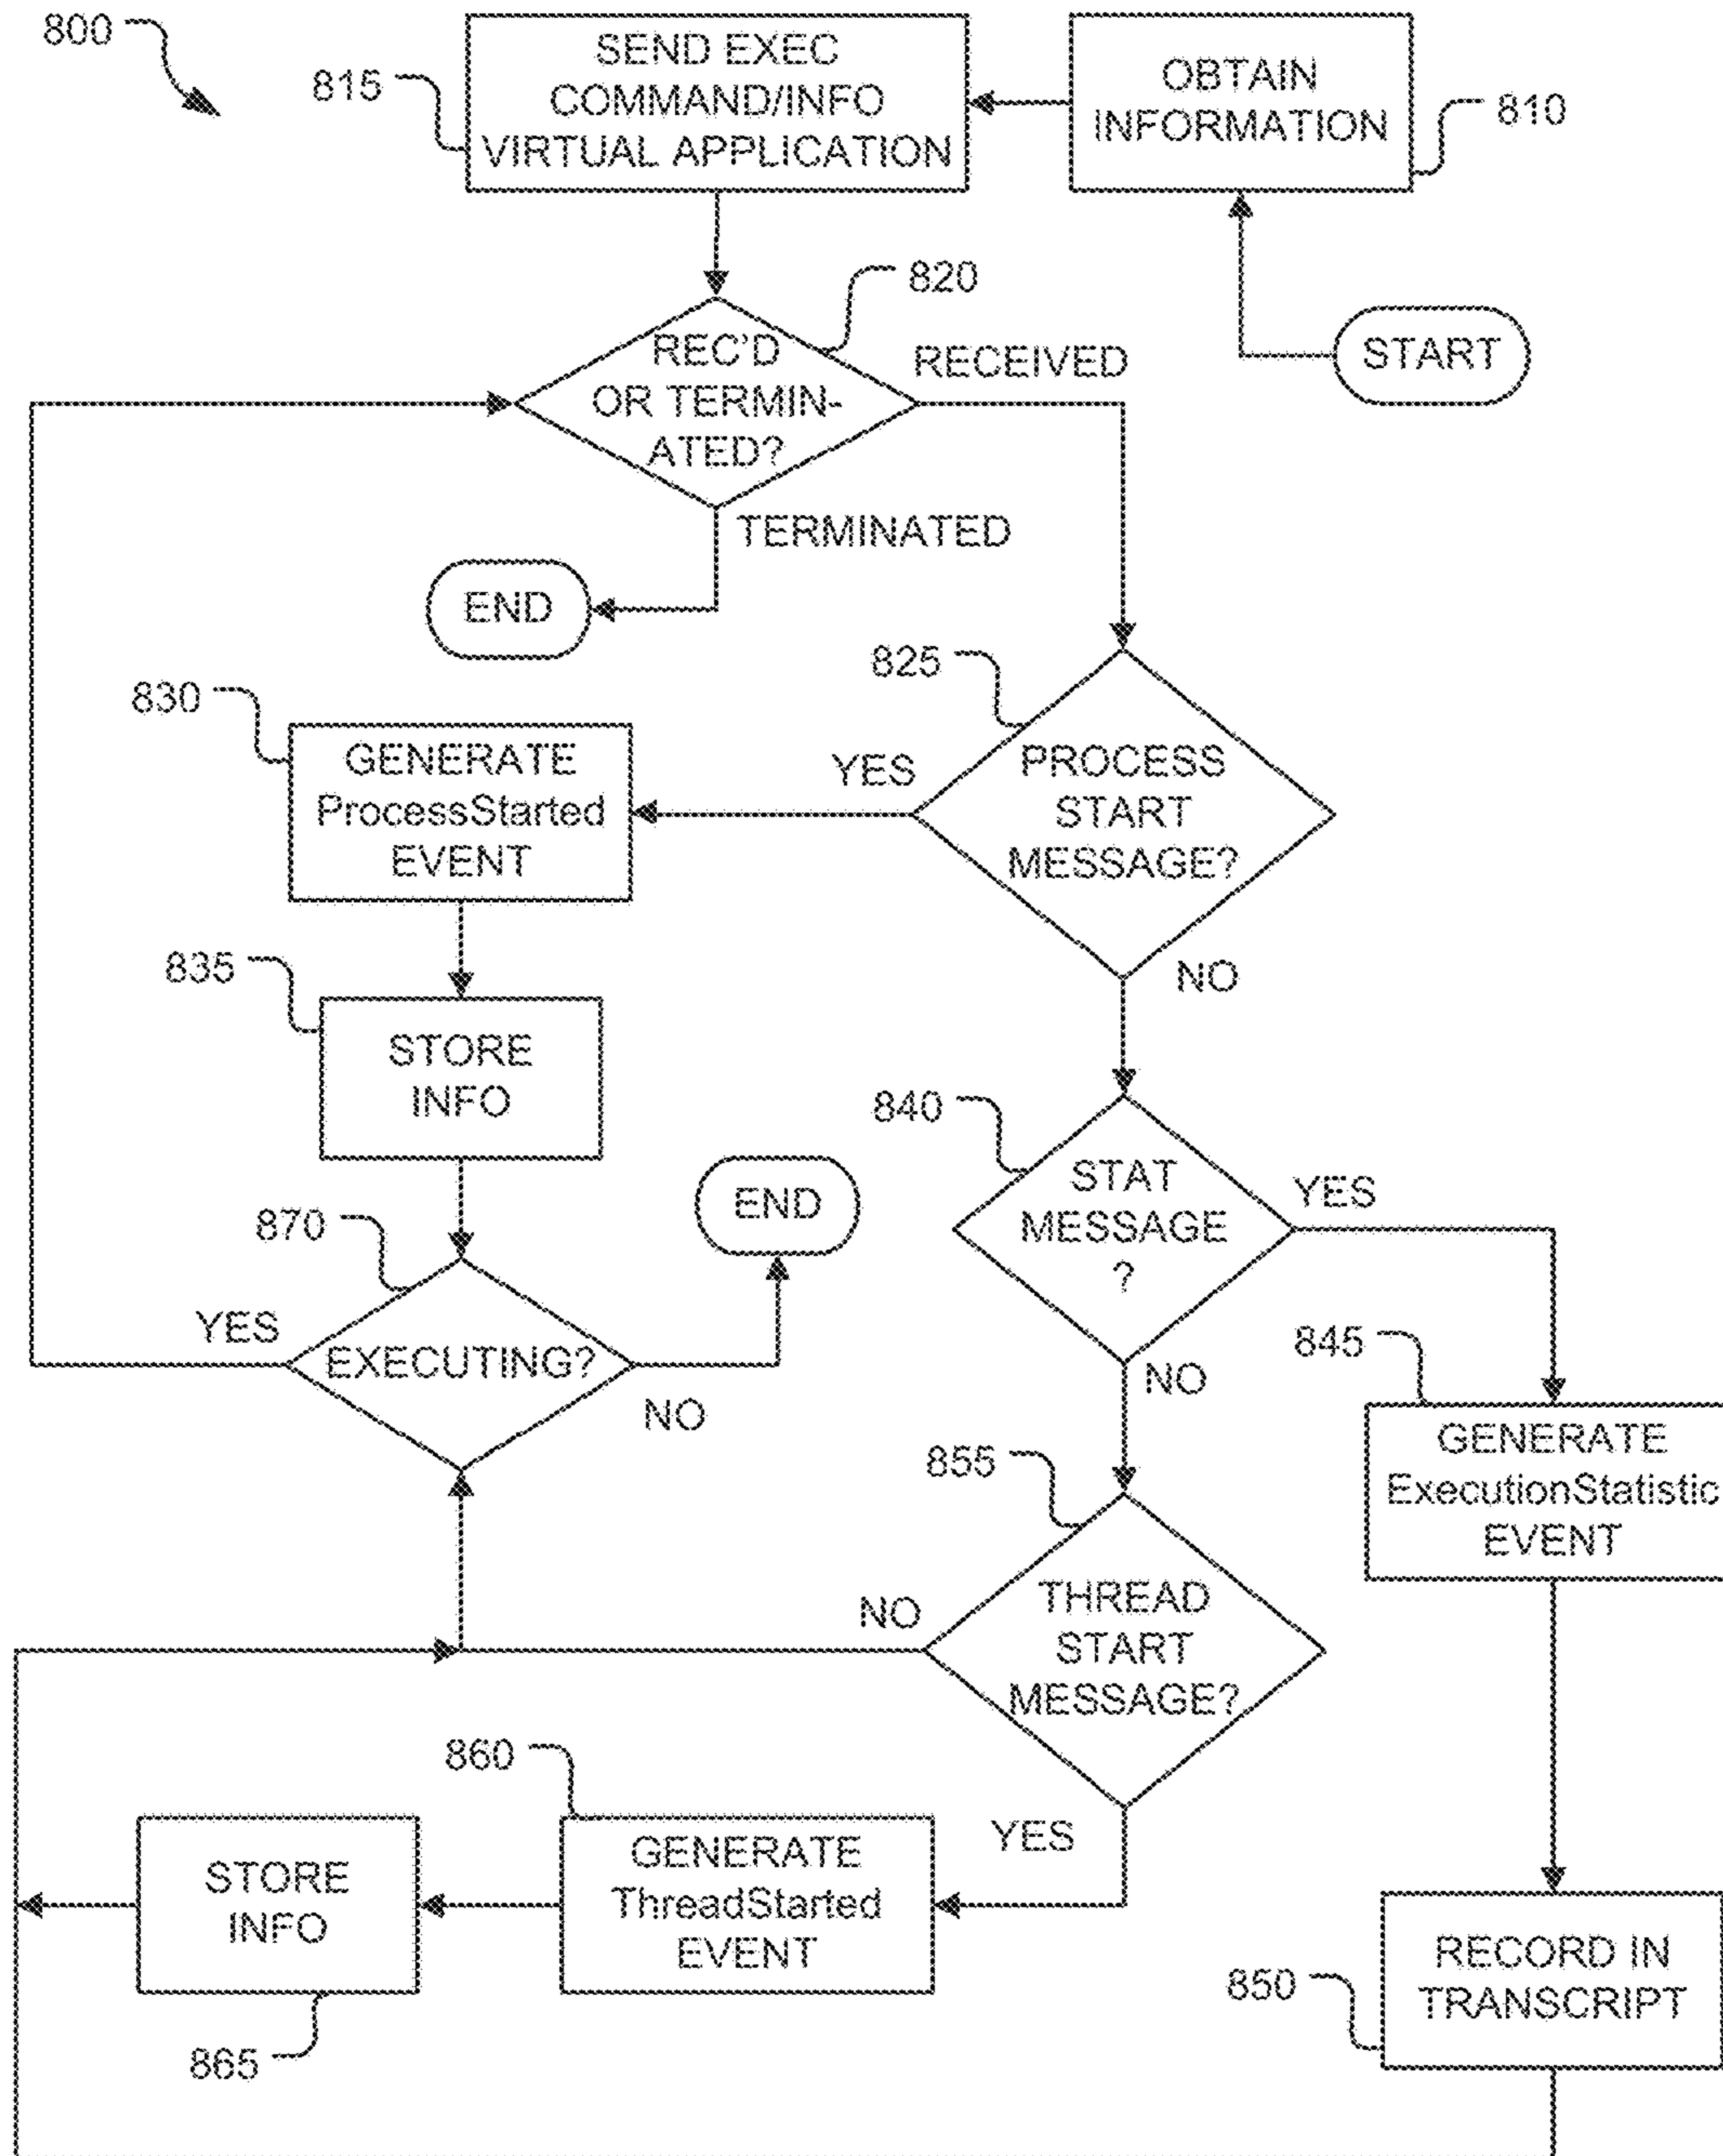 800
815
SEND EXEC
COMMAND/INFO
VIRTUAL APPLICATION
OBTAIN
INFORMATION
810
820
REC'D
OR TERMIN-
ATED?
RECEIVED
START
TERMINATED
END
825
830
GENERATE
ProcessStarted
EVENT
YES
PROCESS
START
MESSAGE?
NO
835
STORE
INFO
840
STAT
MESSAGE
?
YES
END
870
YES
EXECUTING?
NO
NO
845
GENERATE
ExecutionStatistic
EVENT
855
NO
THREAD
START
MESSAGE?
860
YES
STORE
INFO
GENERATE
ThreadStarted
EVENT
865
850
RECORD IN
TRANSCRIPT